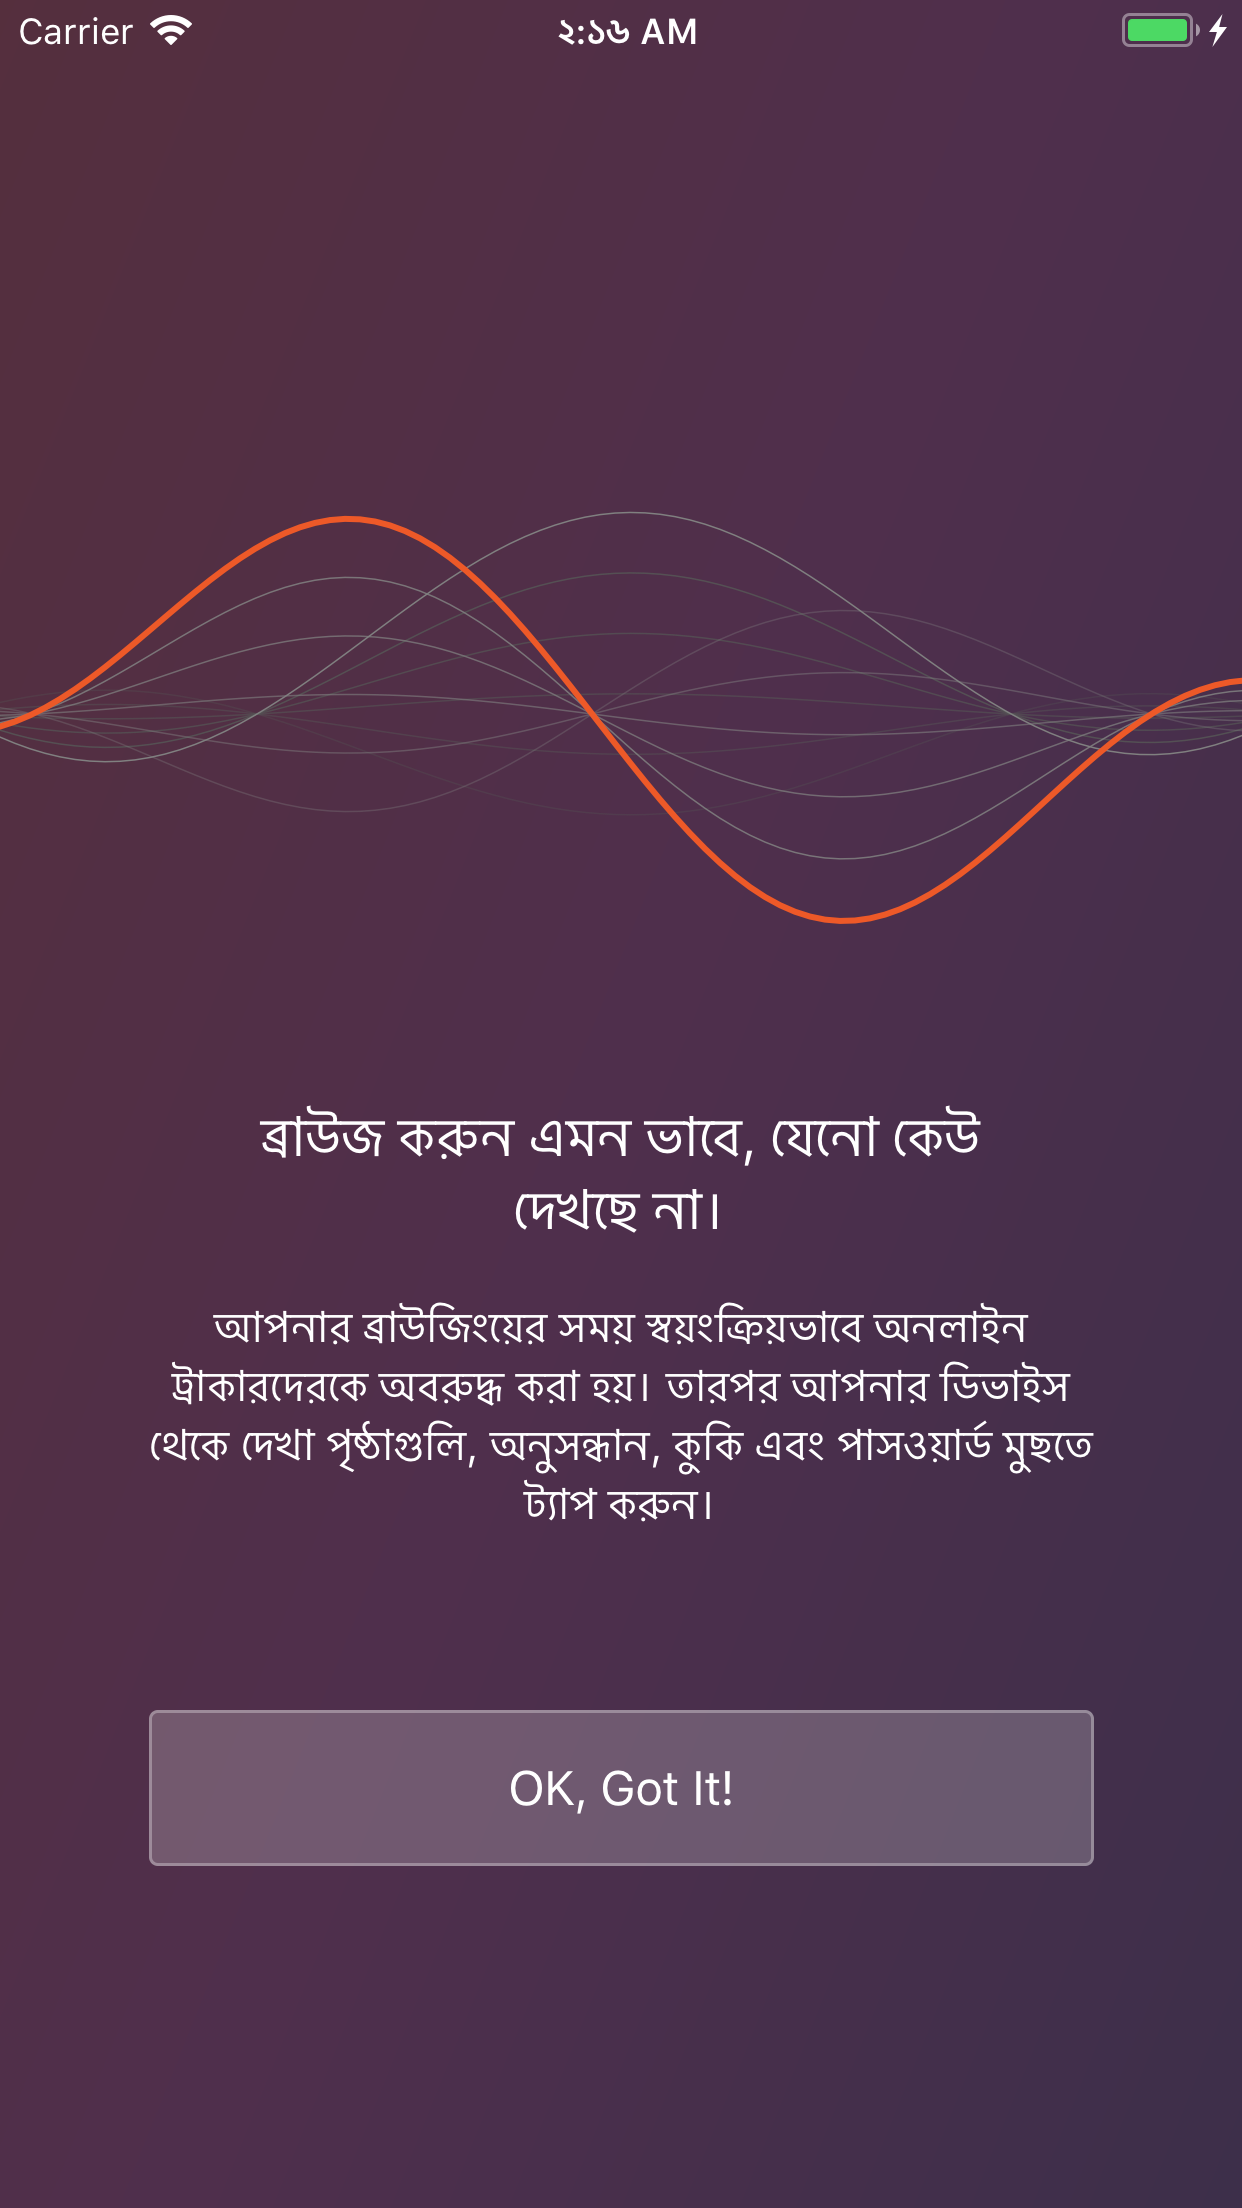 Carrier
২:১৬ AM
ব্রাউজ করুন এমন ভাবে, যেনো কেউ
দেখছে না।
আপনার ব্রাউজিংয়ের সময় স্বয়ংক্রিয়ভাবে অনলাইন
ট্রাকারদেরকে অবরুদ্ধ করা হয়। তারপর আপনার ডিভাইস
থেকে দেখা পৃষ্ঠাগুলি, অনুসন্ধান, কুকি এবং পাসওয়ার্ড মুছতে
ট্যাপ করুন।
OK, Got It!